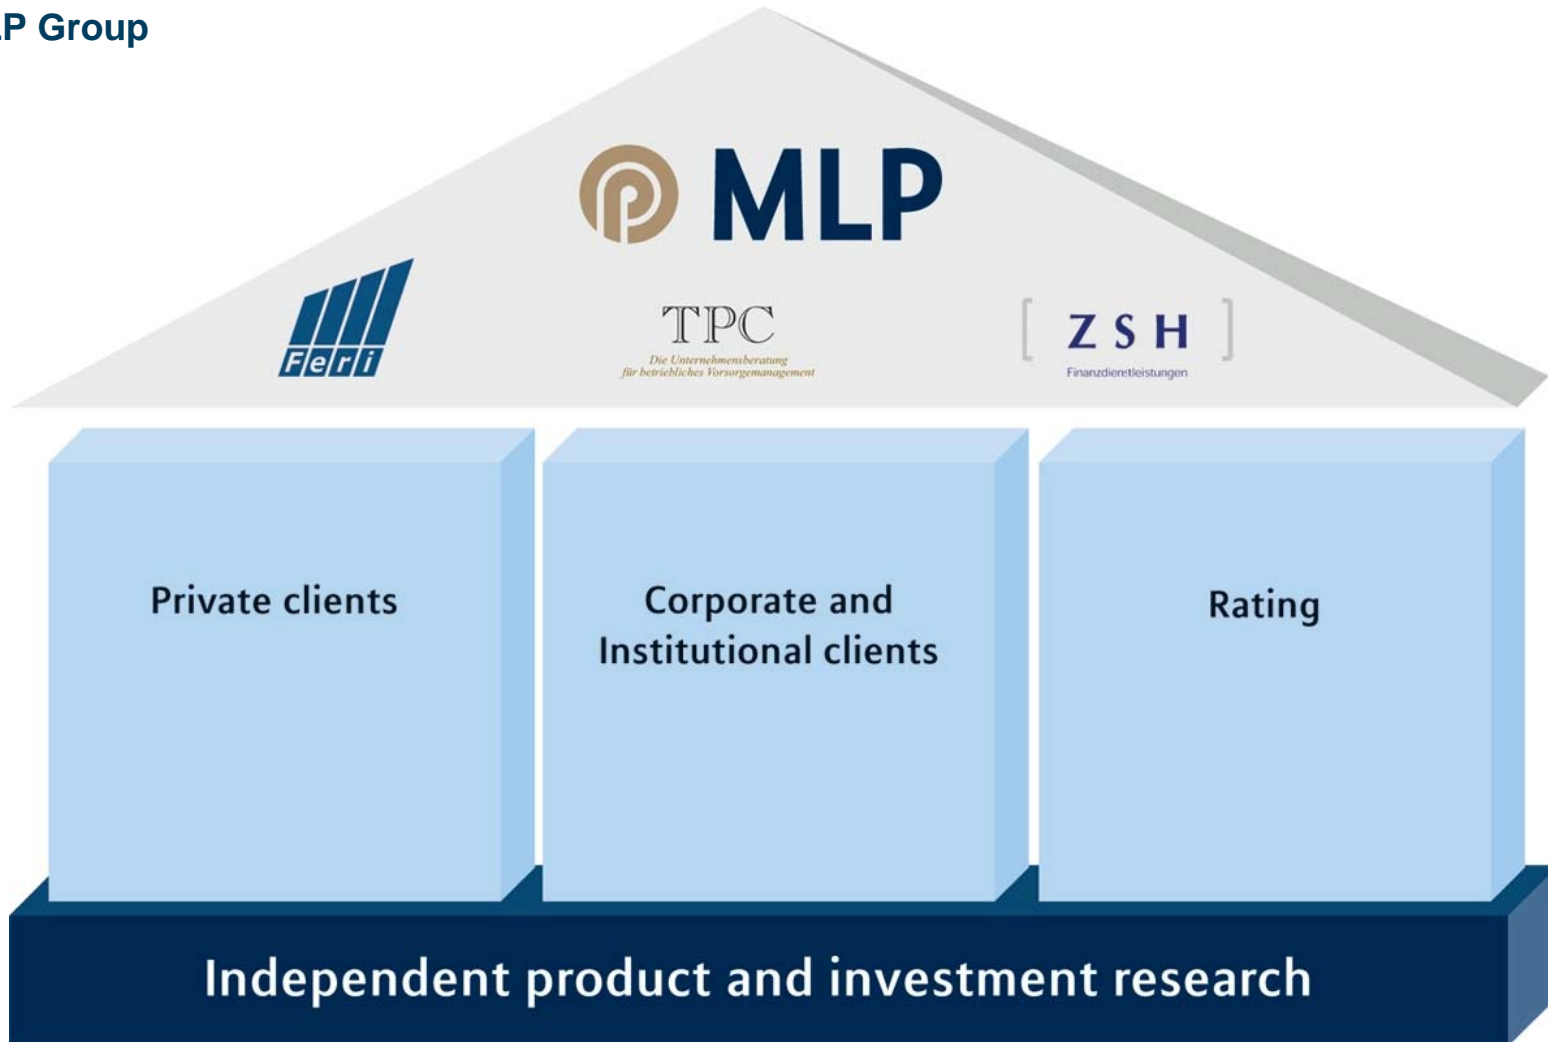 P Group
MLP
Feri
TPC
Die Unternehmensberatung
für betriebliches Vorsorgemanagement
[ Z S H ]
Finanzdienstleistungen
Private clients
Corporate and
Institutional clients
Rating
Independent product and investment research